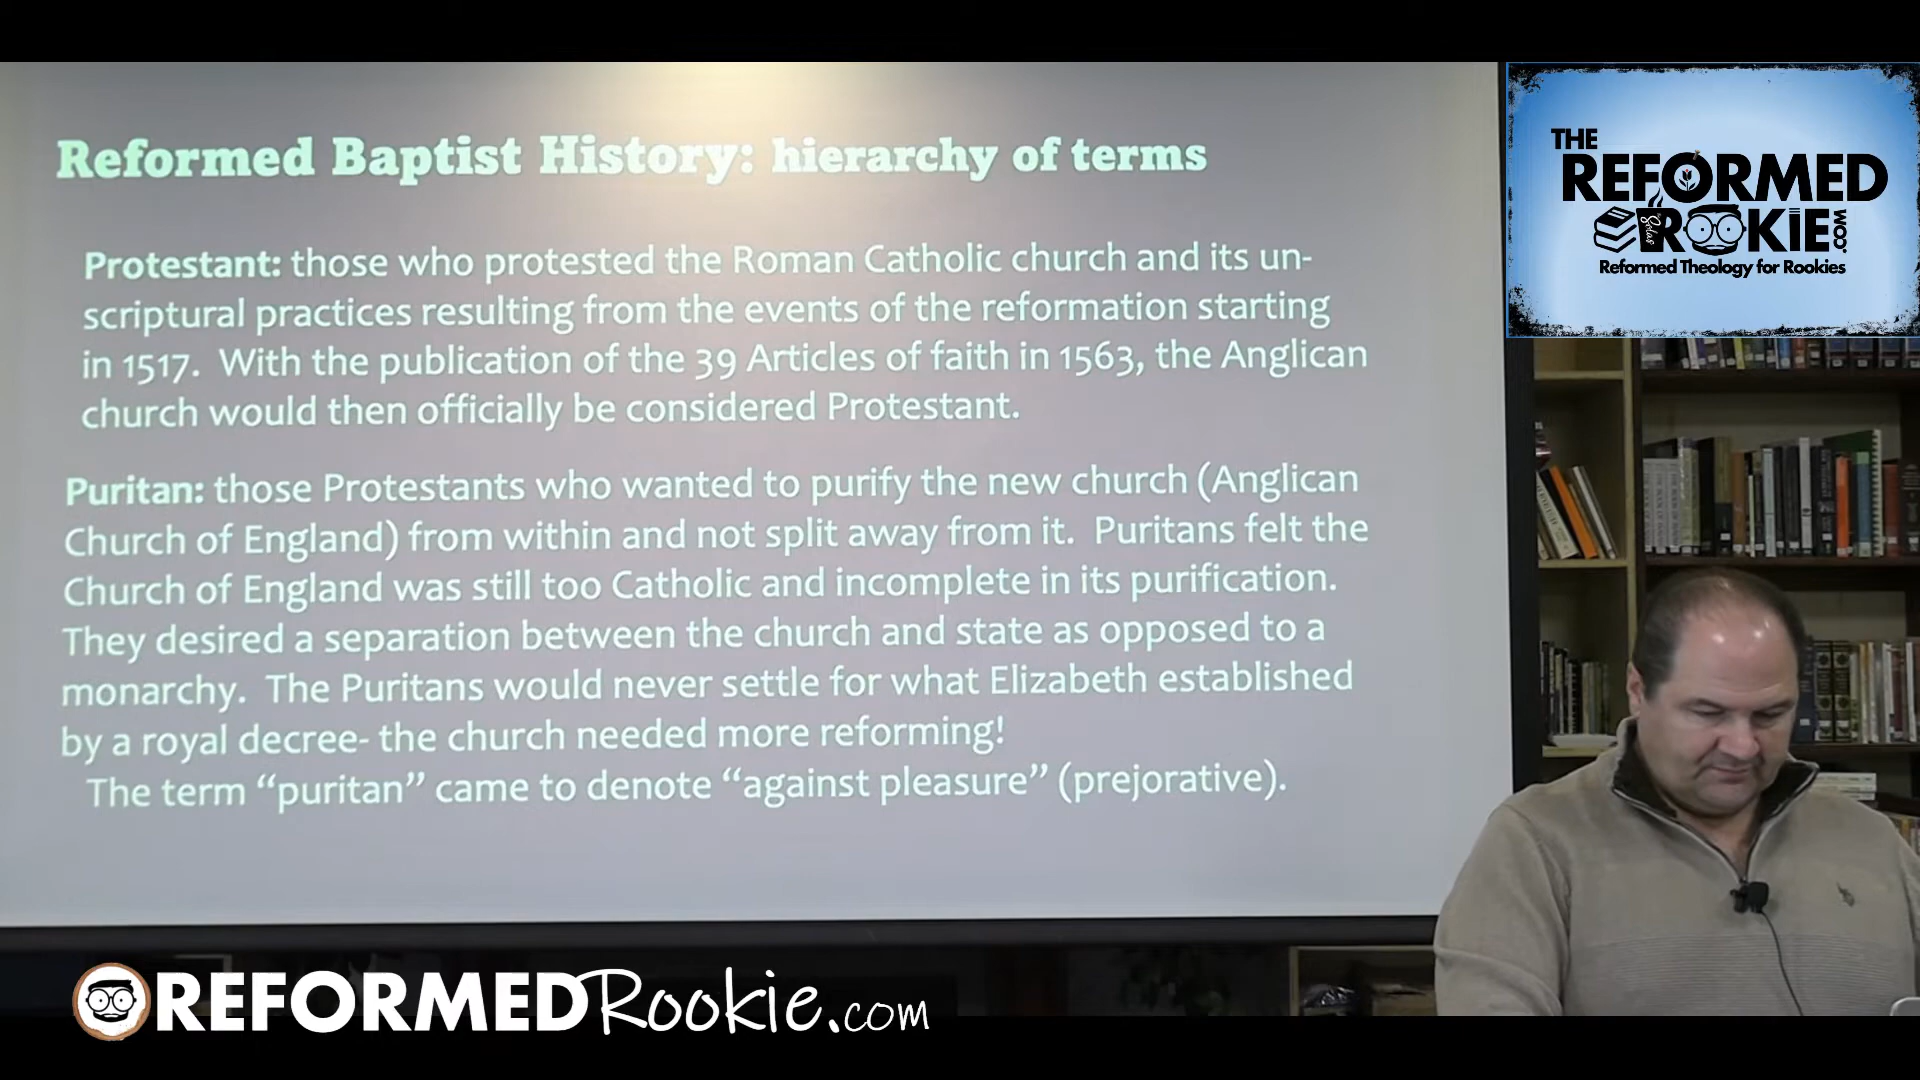 Reformed Baptist History: hierarchy of terms
Protestant: those who protested the Roman Catholic church and its un-
scriptural practices resulting from the events of the reformation starting
in 1517. With the publication of the 39 Articles of faith in 1563, the Anglican
church would then officially be considered Protestant.
Puritan: those Protestants who wanted to purify the new church (Anglican
Church of England) from within and not split away from it. Puritans felt the
Church of England was still too Catholic and incomplete in its purification.
They desired a separation between the church and state as opposed to a
monarchy. The Puritans would never settle for what Elizabeth established
by a royal decree- the church needed more reforming!
The term “puritan” came to denote “against pleasure” (prejorative).
THE
REFORMED
ROOKIE
.COM
Solas
Reformed Theology for Rookies
REFORMEDRookie.com